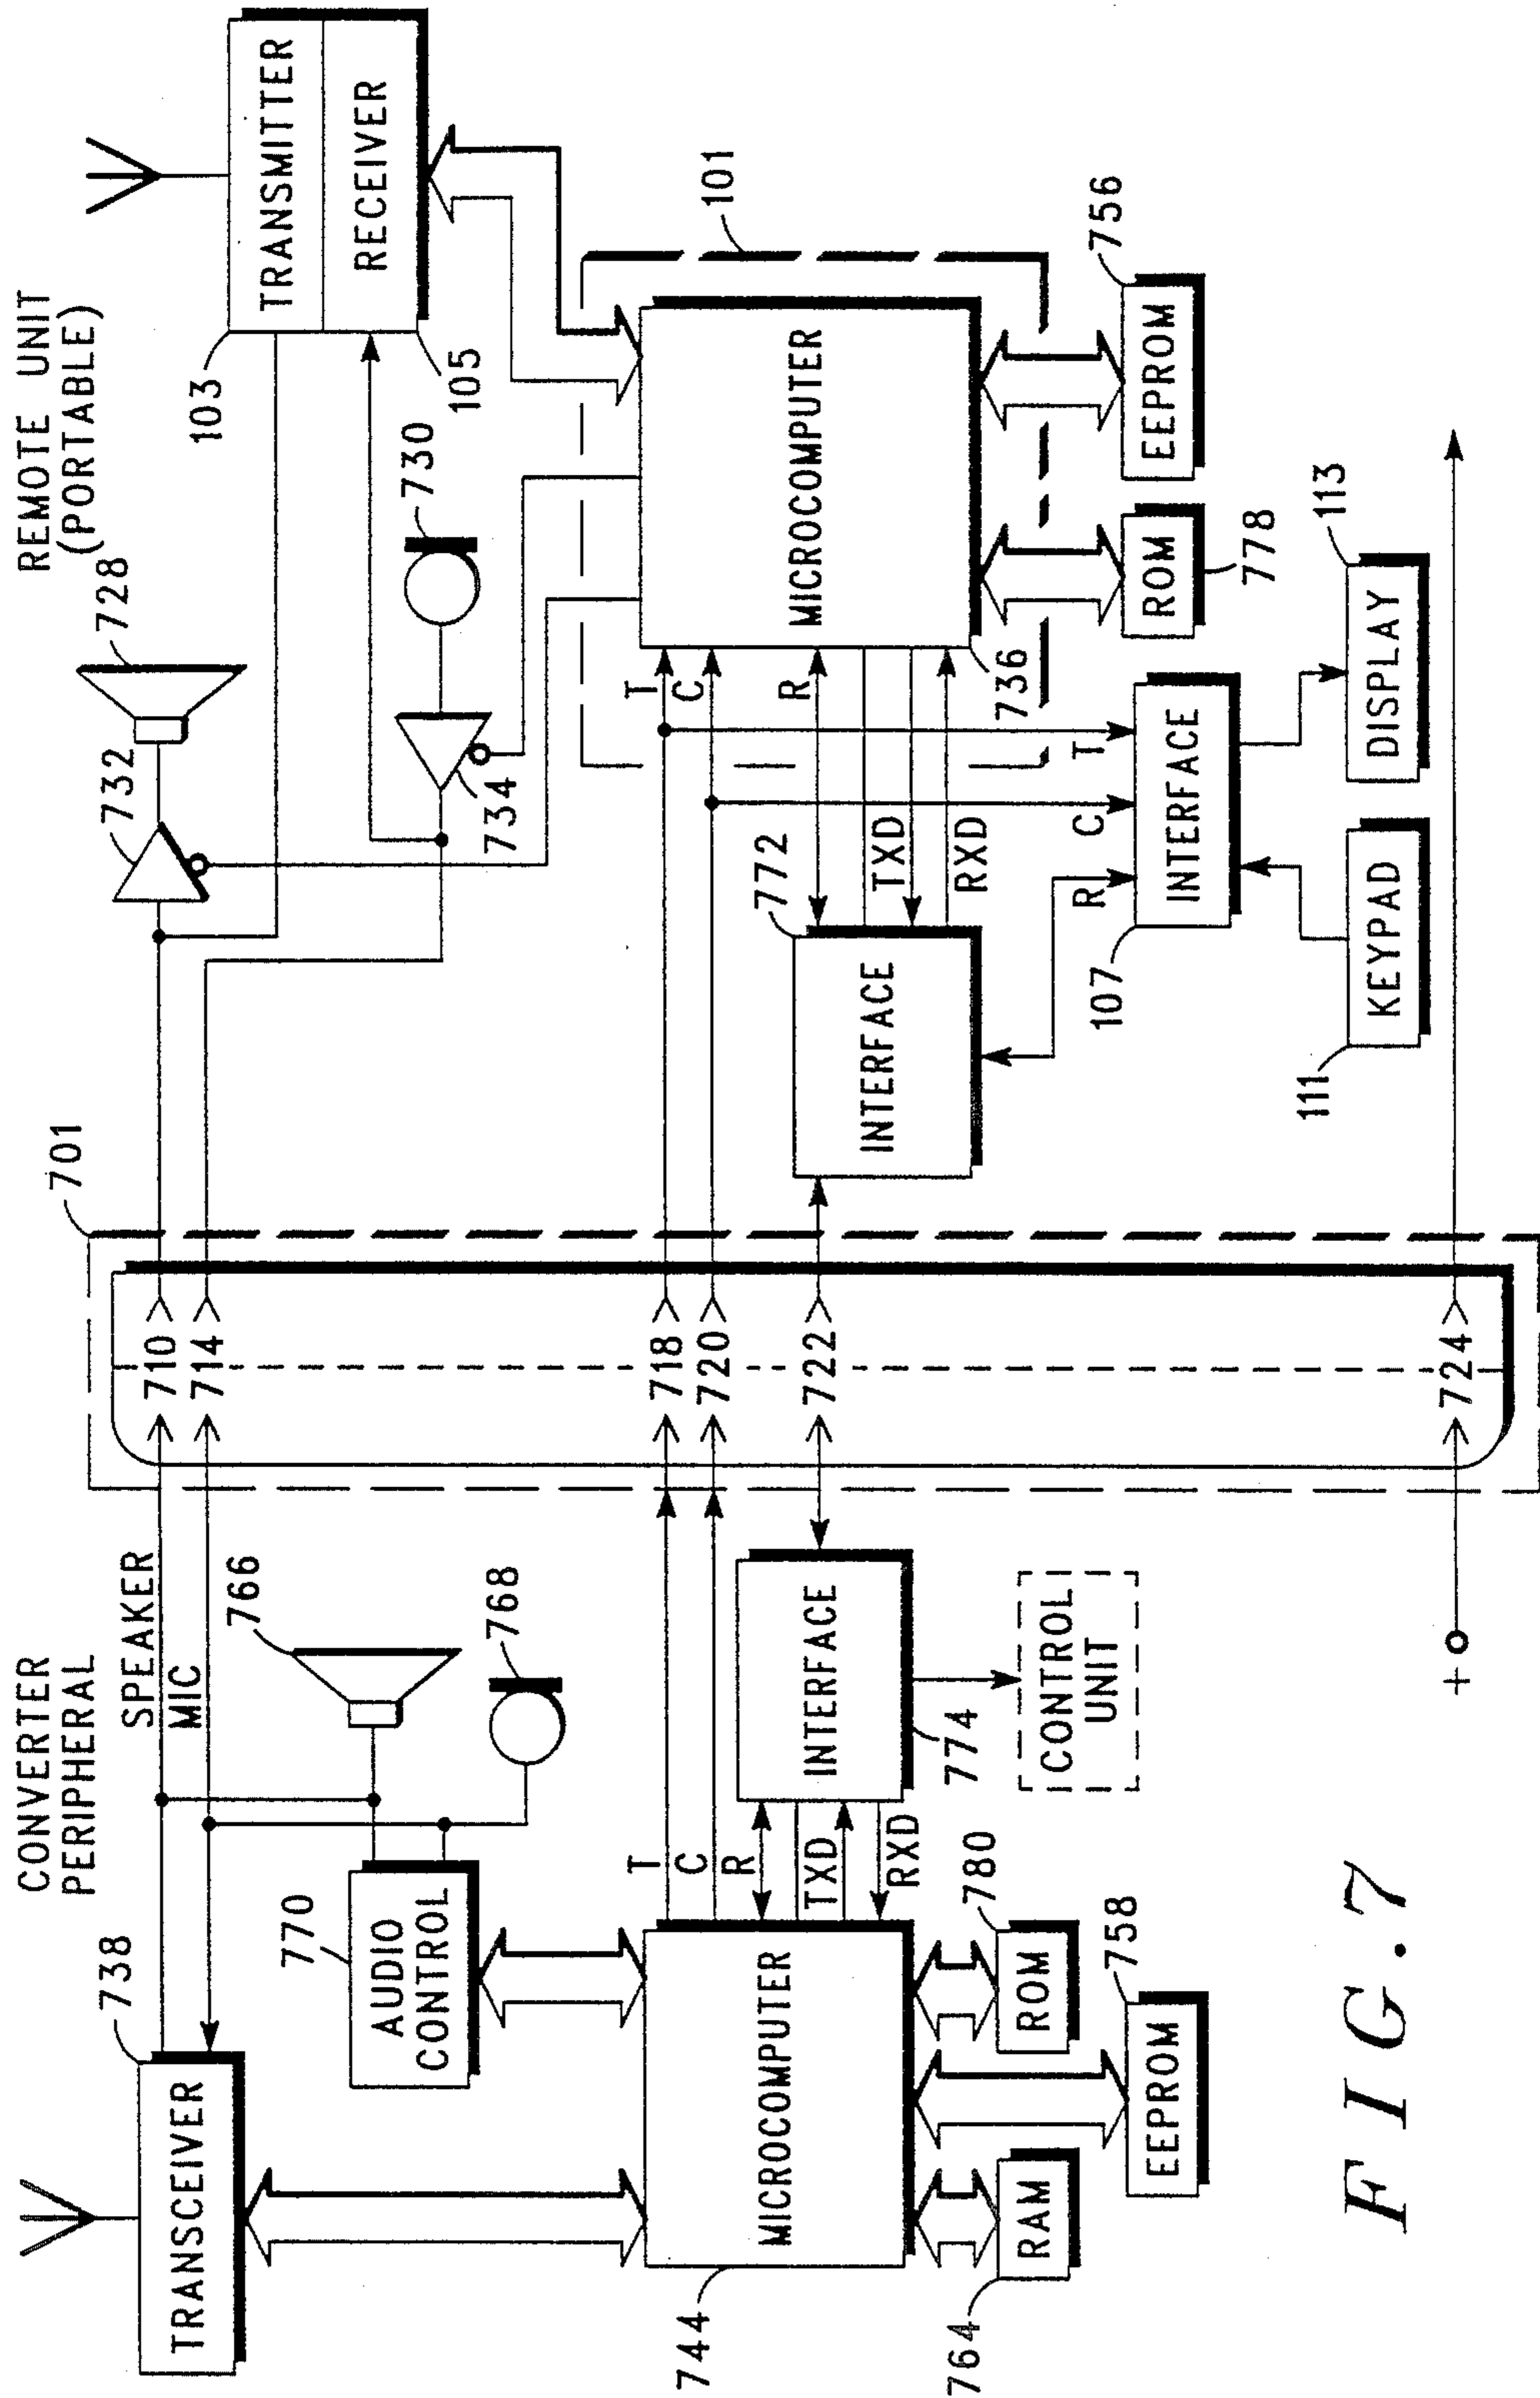 CONVERTER
PERIPHERAL
REMOTE UNIT
(PORTABLE)
701
738
TRANSCEIVER
SPEAKER
MIC
766
768
770
AUDIO
CONTROL
710
714
732
728
734
730
103
TRANSMITTER
RECEIVER
105
744
MICROCOMPUTER
T
C
R
TXD
RXD
INTERFACE
774
CONTROL
UNIT
764
RAM
EEPROM
758
ROM
780
718
720
722
724
+
772
INTERFACE
T
C
R
TXD
RXD
736
MICROCOMPUTER
101
R
C
T
107
INTERFACE
ROM
778
EEPROM
756
111
KEYPAD
DISPLAY
113
FIG.7